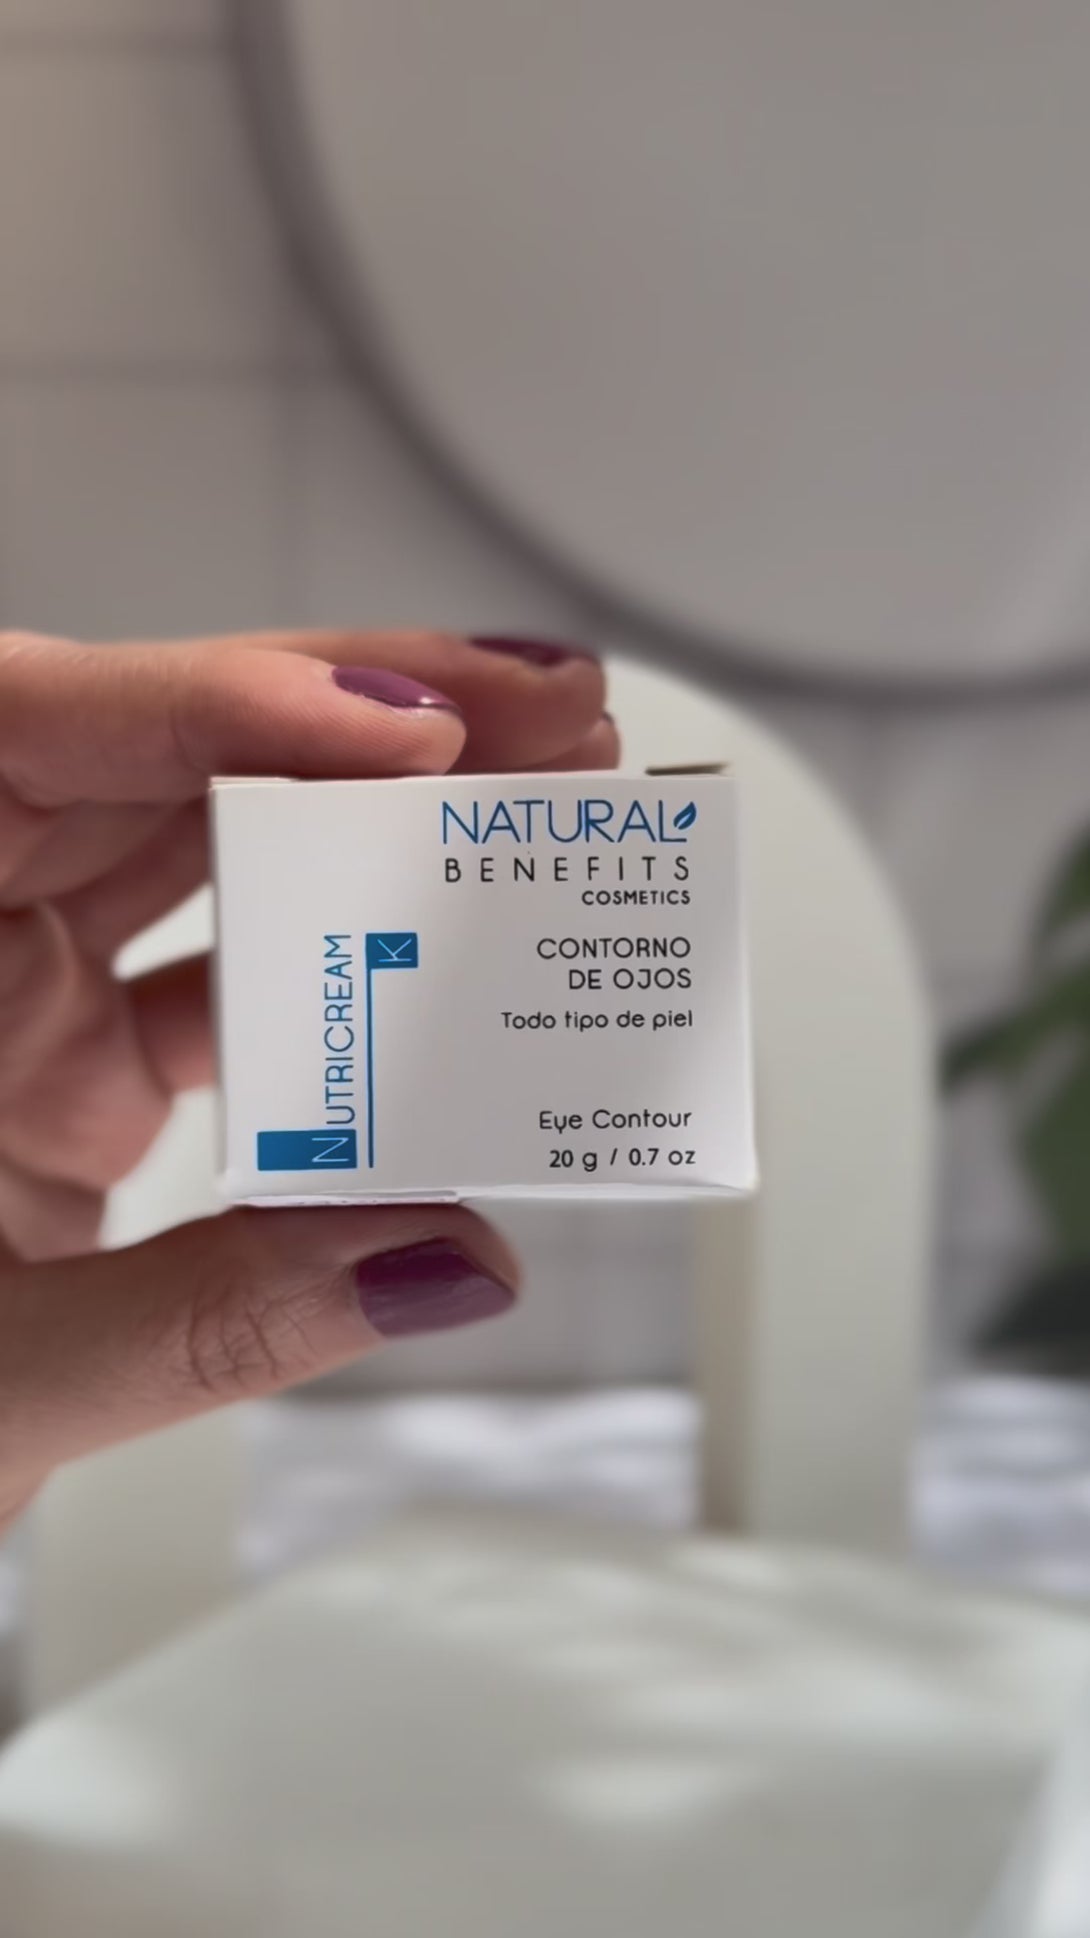 NATURAL
BENEFITS
COSMETICS
CONTORNO
DE OJOS
Todo tipo de piel
Eye Contour
20 g / 0.7 oz
NUTRICREAM
K